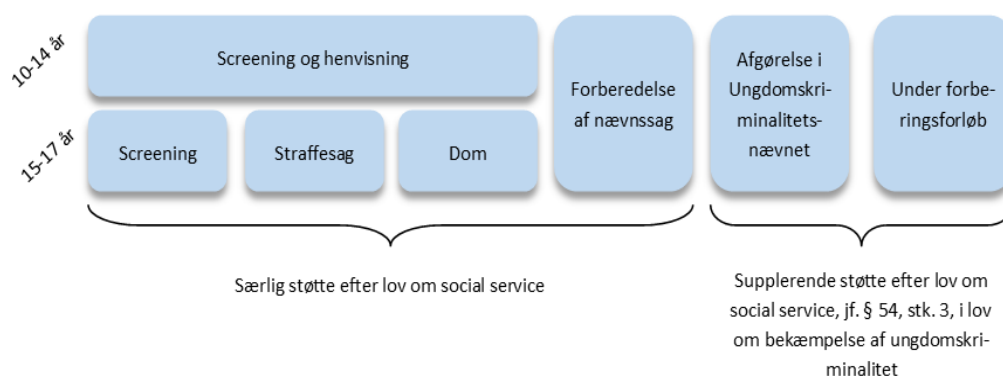 10-14 år
Screening og henvisning
15-17 år
Screening
Straffesag
Dom
Forberedelse
af nævnssag
Afgørelse i
Ungdomskri-
minalitets-
nævnet
Under forbe-
ringsforløb
Særlig støtte efter lov om social service
Supplerende støtte efter lov om
social service, jf. § 54, stk. 3, i lov
om bekæmpelse af ungdomskri-
minalitet